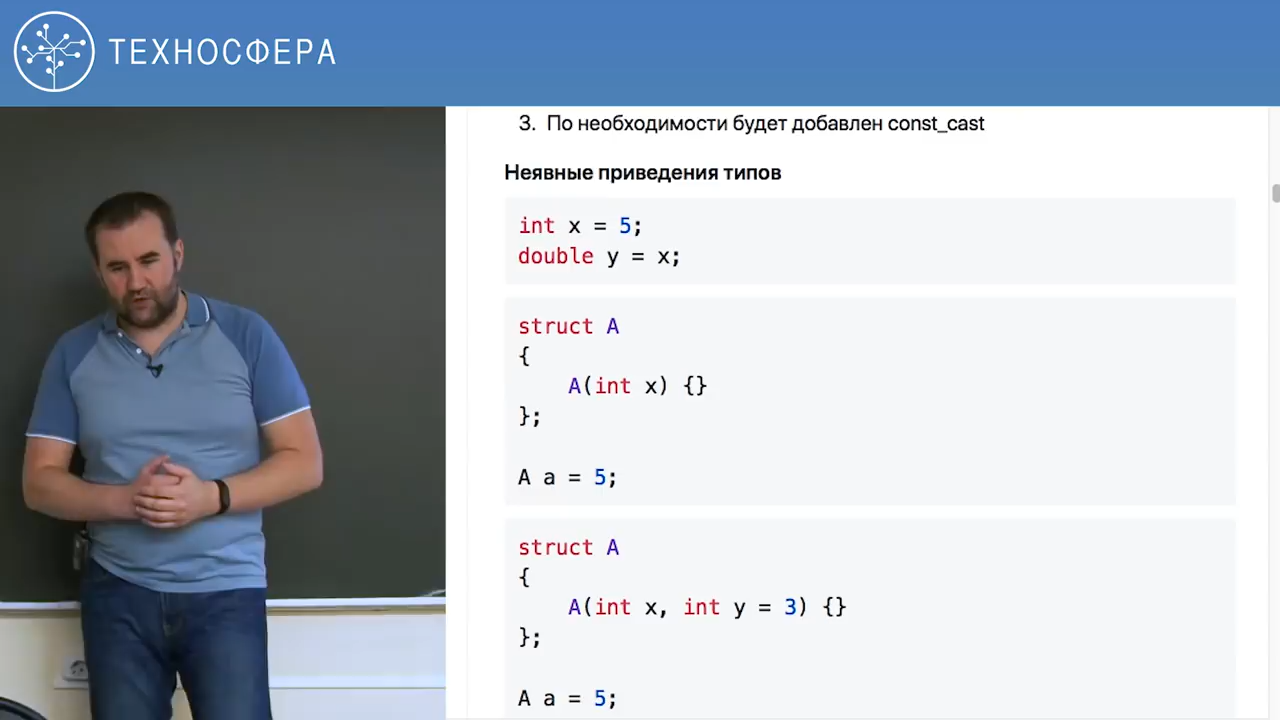 ТЕХНОСФЕРА
3. По необходимости будет добавлен const_cast
Неявные приведения типов
int x = 5;
double y = x;
struct A
{
    A(int x) {}
};
A a = 5;
struct A
{
    A(int x, int y = 3) {}
};
A a = 5;